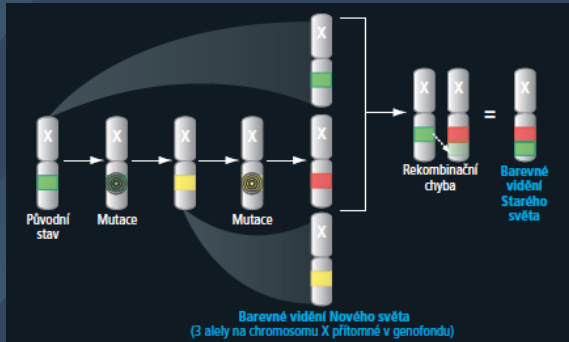 X
X
X
X
X
X
X
X
X
X
=
Původní
stav
Mutace
Mutace
Rekombinační
chyba
Barevné
vidění
Starého
světa
Barevné vidění Nového světa
(3 alely na chromosomu X přítomné v genofondu)